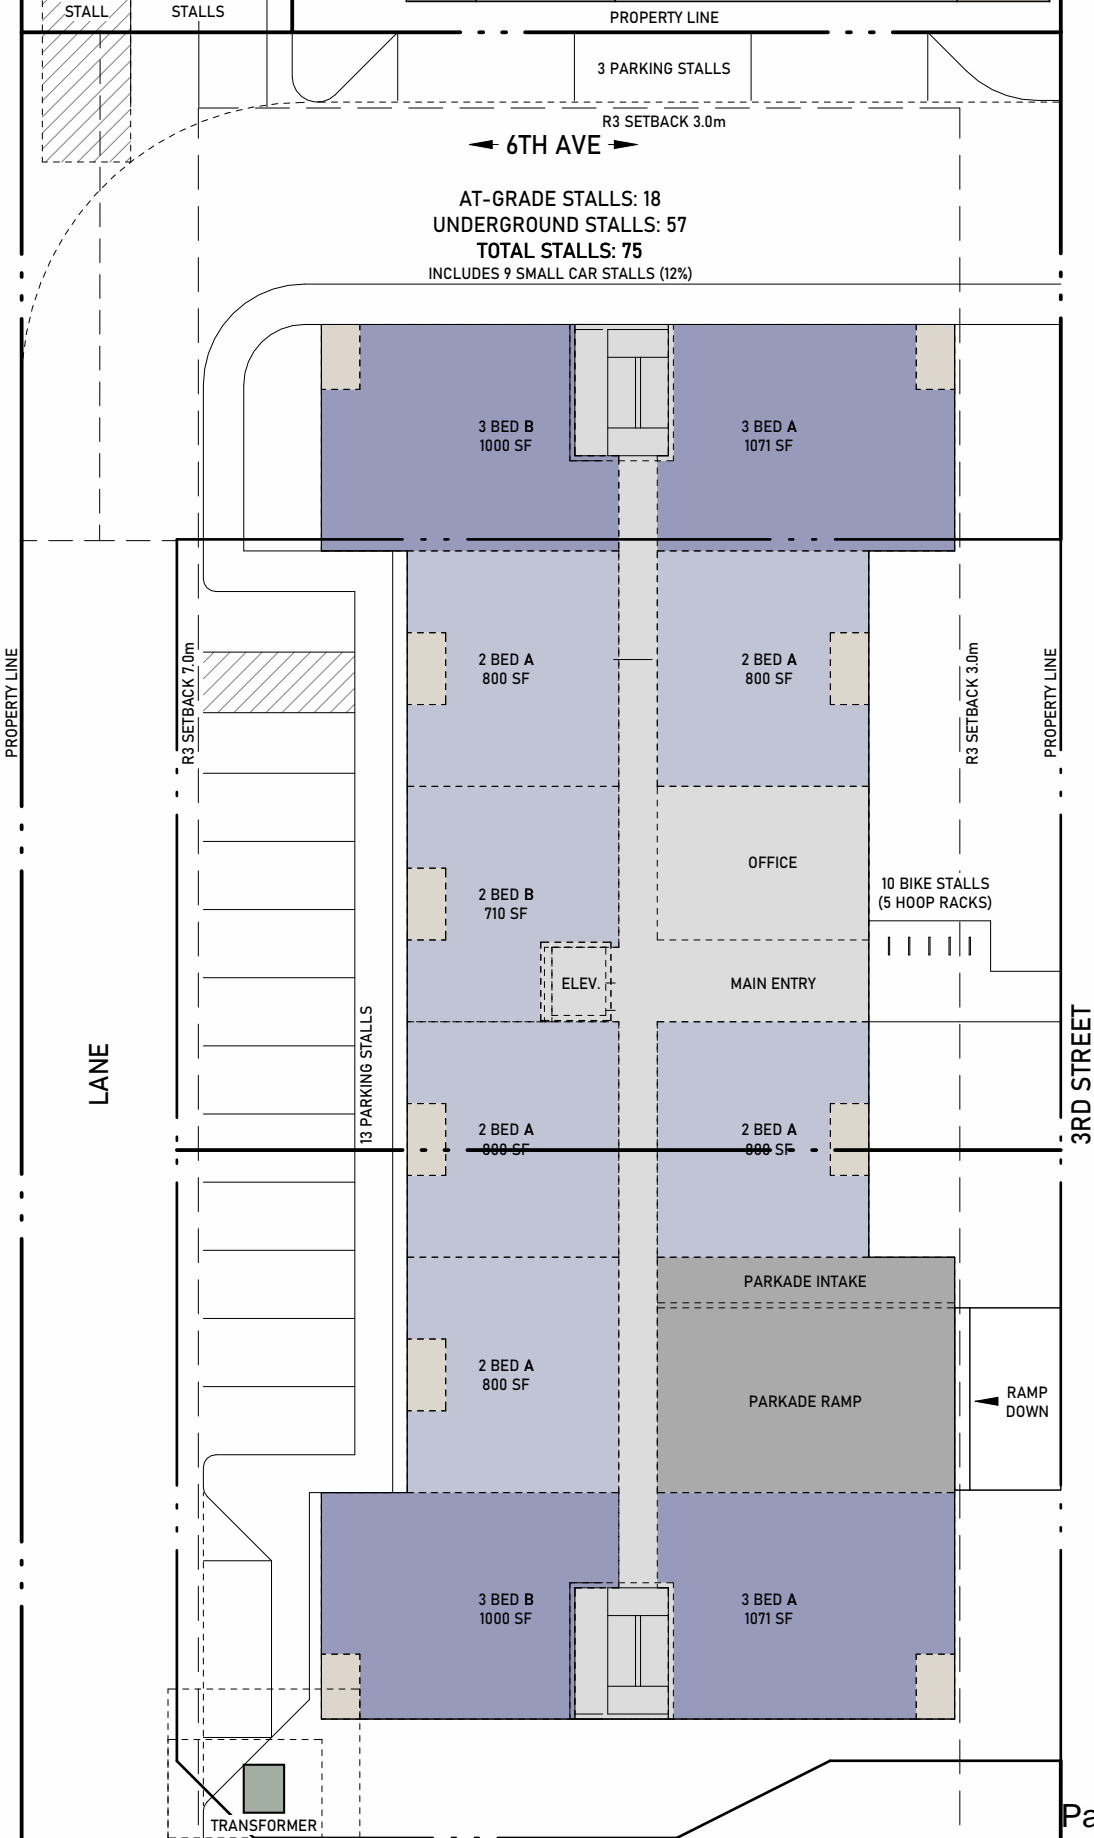 STALL
STALLS
PROPERTY LINE
3 PARKING STALLS
R3 SETBACK 3.0m
6TH AVE
AT-GRADE STALLS: 18
UNDERGROUND STALLS: 57
TOTAL STALLS: 75
INCLUDES 9 SMALL CAR STALLS (12%)
3 BED B
1000 SF
3 BED A
1071 SF
2 BED A
800 SF
2 BED A
800 SF
PROPERTY LINE
R3 SETBACK 7.0m
R3 SETBACK 3.0m
PROPERTY LINE
OFFICE
2 BED B
710 SF
10 BIKE STALLS
(5 HOOP RACKS)
ELEV.
MAIN ENTRY
LANE
13 PARKING STALLS
3RD STREET
2 BED A
800 SF
2 BED A
800 SF
PARKADE INTAKE
2 BED A
800 SF
PARKADE RAMP
RAMP
DOWN
3 BED B
1000 SF
3 BED A
1071 SF
TRANSFORMER